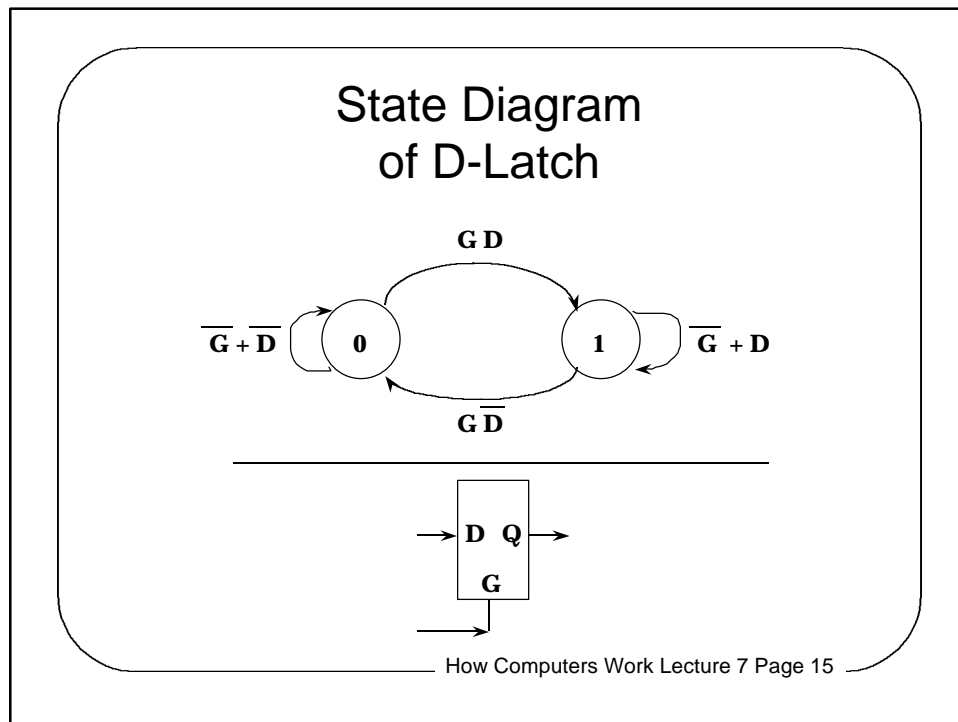 State Diagram
of D-Latch
G D
G̅ + D̅
0
1
G̅ + D
G D̅
D Q
G
How Computers Work Lecture 7 Page 15